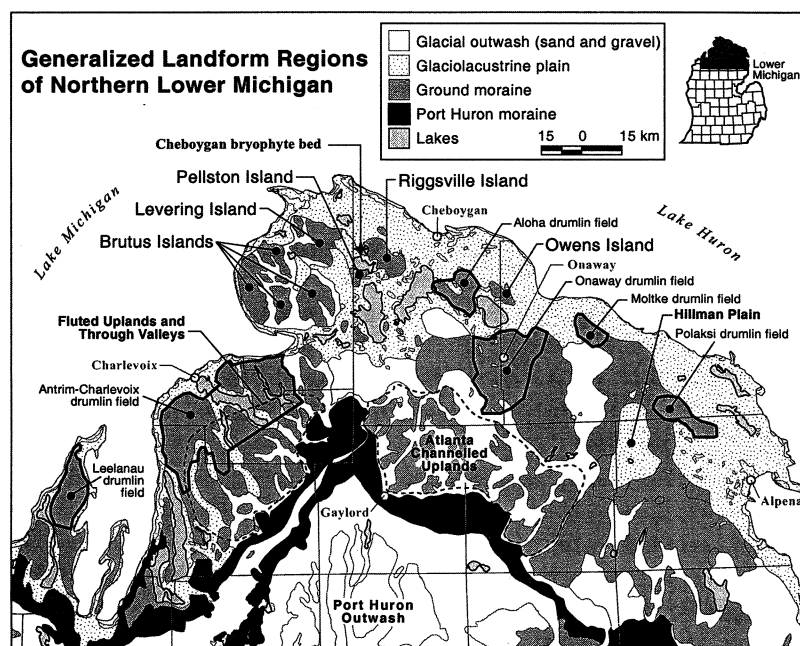 Generalized Landform Regions
of Northern Lower Michigan
Glacial outwash (sand and gravel)
Glaciolacustrine plain
Ground moraine
Port Huron moraine
Lakes
15 0 15 km
Lower
Michigan
Cheboygan bryophyte bed
Pellston Island
Riggsville Island
Levering Island
Cheboygan
Aloha drumlin field
Lake Michigan
Lake Huron
Brutus Islands
Owens Island
Onaway
Onaway drumlin field
Moltke drumlin field
Fluted Uplands and
Through Valleys
Hillman Plain
Polaksi drumlin field
Charlevoix
Antrim-Charlevoix
drumlin field
Atlanta
Channelled
Uplands
Leelanau
drumlin
field
Gaylord
Alpena
Port Huron
Outwash